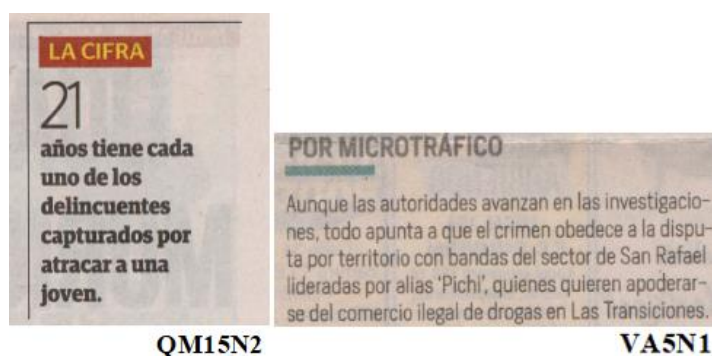 LA CIFRA
21
años tiene cada
uno de los
delincuentes
capturados por
atracar a una
joven.
QM15N2
POR MICROTRÁFICO
Aunque las autoridades avanzan en las investigacio-
nes, todo apunta a que el crimen obedece a la dispu-
ta por territorio con bandas del sector de San Rafael
lideradas por alias ‘Pichi’, quienes quieren apoderar-
se del comercio ilegal de drogas en Las Transiciones.
VA5N1